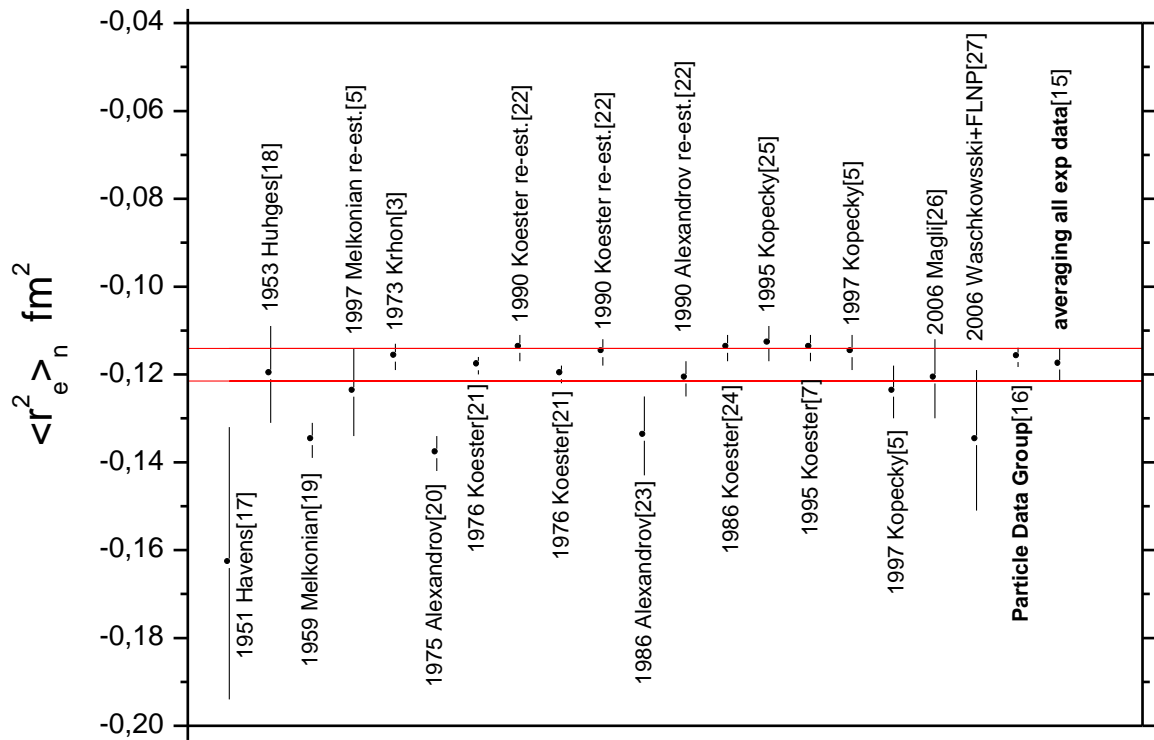 -0,04
-0,06
-0,08
-0,10
-0,12
-0,14
-0,16
-0,18
-0,20
<r²ₑ>ₙ fm²
1951 Havens[17]
1953 Huhges[18]
1959 Melkonian[19]
1997 Melkonian re-est.[5]
1973 Krhon[3]
1975 Alexandrov[20]
1976 Koester[21]
1990 Koester re-est.[22]
1976 Koester[21]
1990 Koester re-est.[22]
1986 Alexandrov[23]
1990 Alexandrov re-est.[22]
1986 Koester[24]
1995 Kopecky[25]
1995 Koester[7]
1997 Kopecky[5]
1997 Kopecky[5]
2006 Magli[26]
2006 Waschkowsski+FLNP[27]
Particle Data Group[16]
averaging all exp data[15]